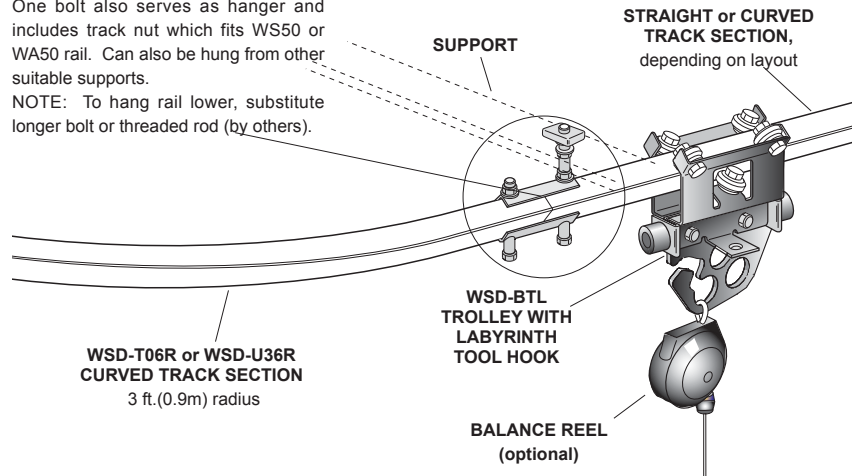 One bolt also serves as hanger and
includes track nut which fits WS50 or
WA50 rail. Can also be hung from other
suitable supports.
NOTE: To hang rail lower, substitute
longer bolt or threaded rod (by others).
SUPPORT
STRAIGHT or CURVED
TRACK SECTION,
depending on layout
WSD-BTL
TROLLEY WITH
LABYRINTH
TOOL HOOK
WSD-T06R or WSD-U36R
CURVED TRACK SECTION
3 ft.(0.9m) radius
BALANCE REEL
(optional)